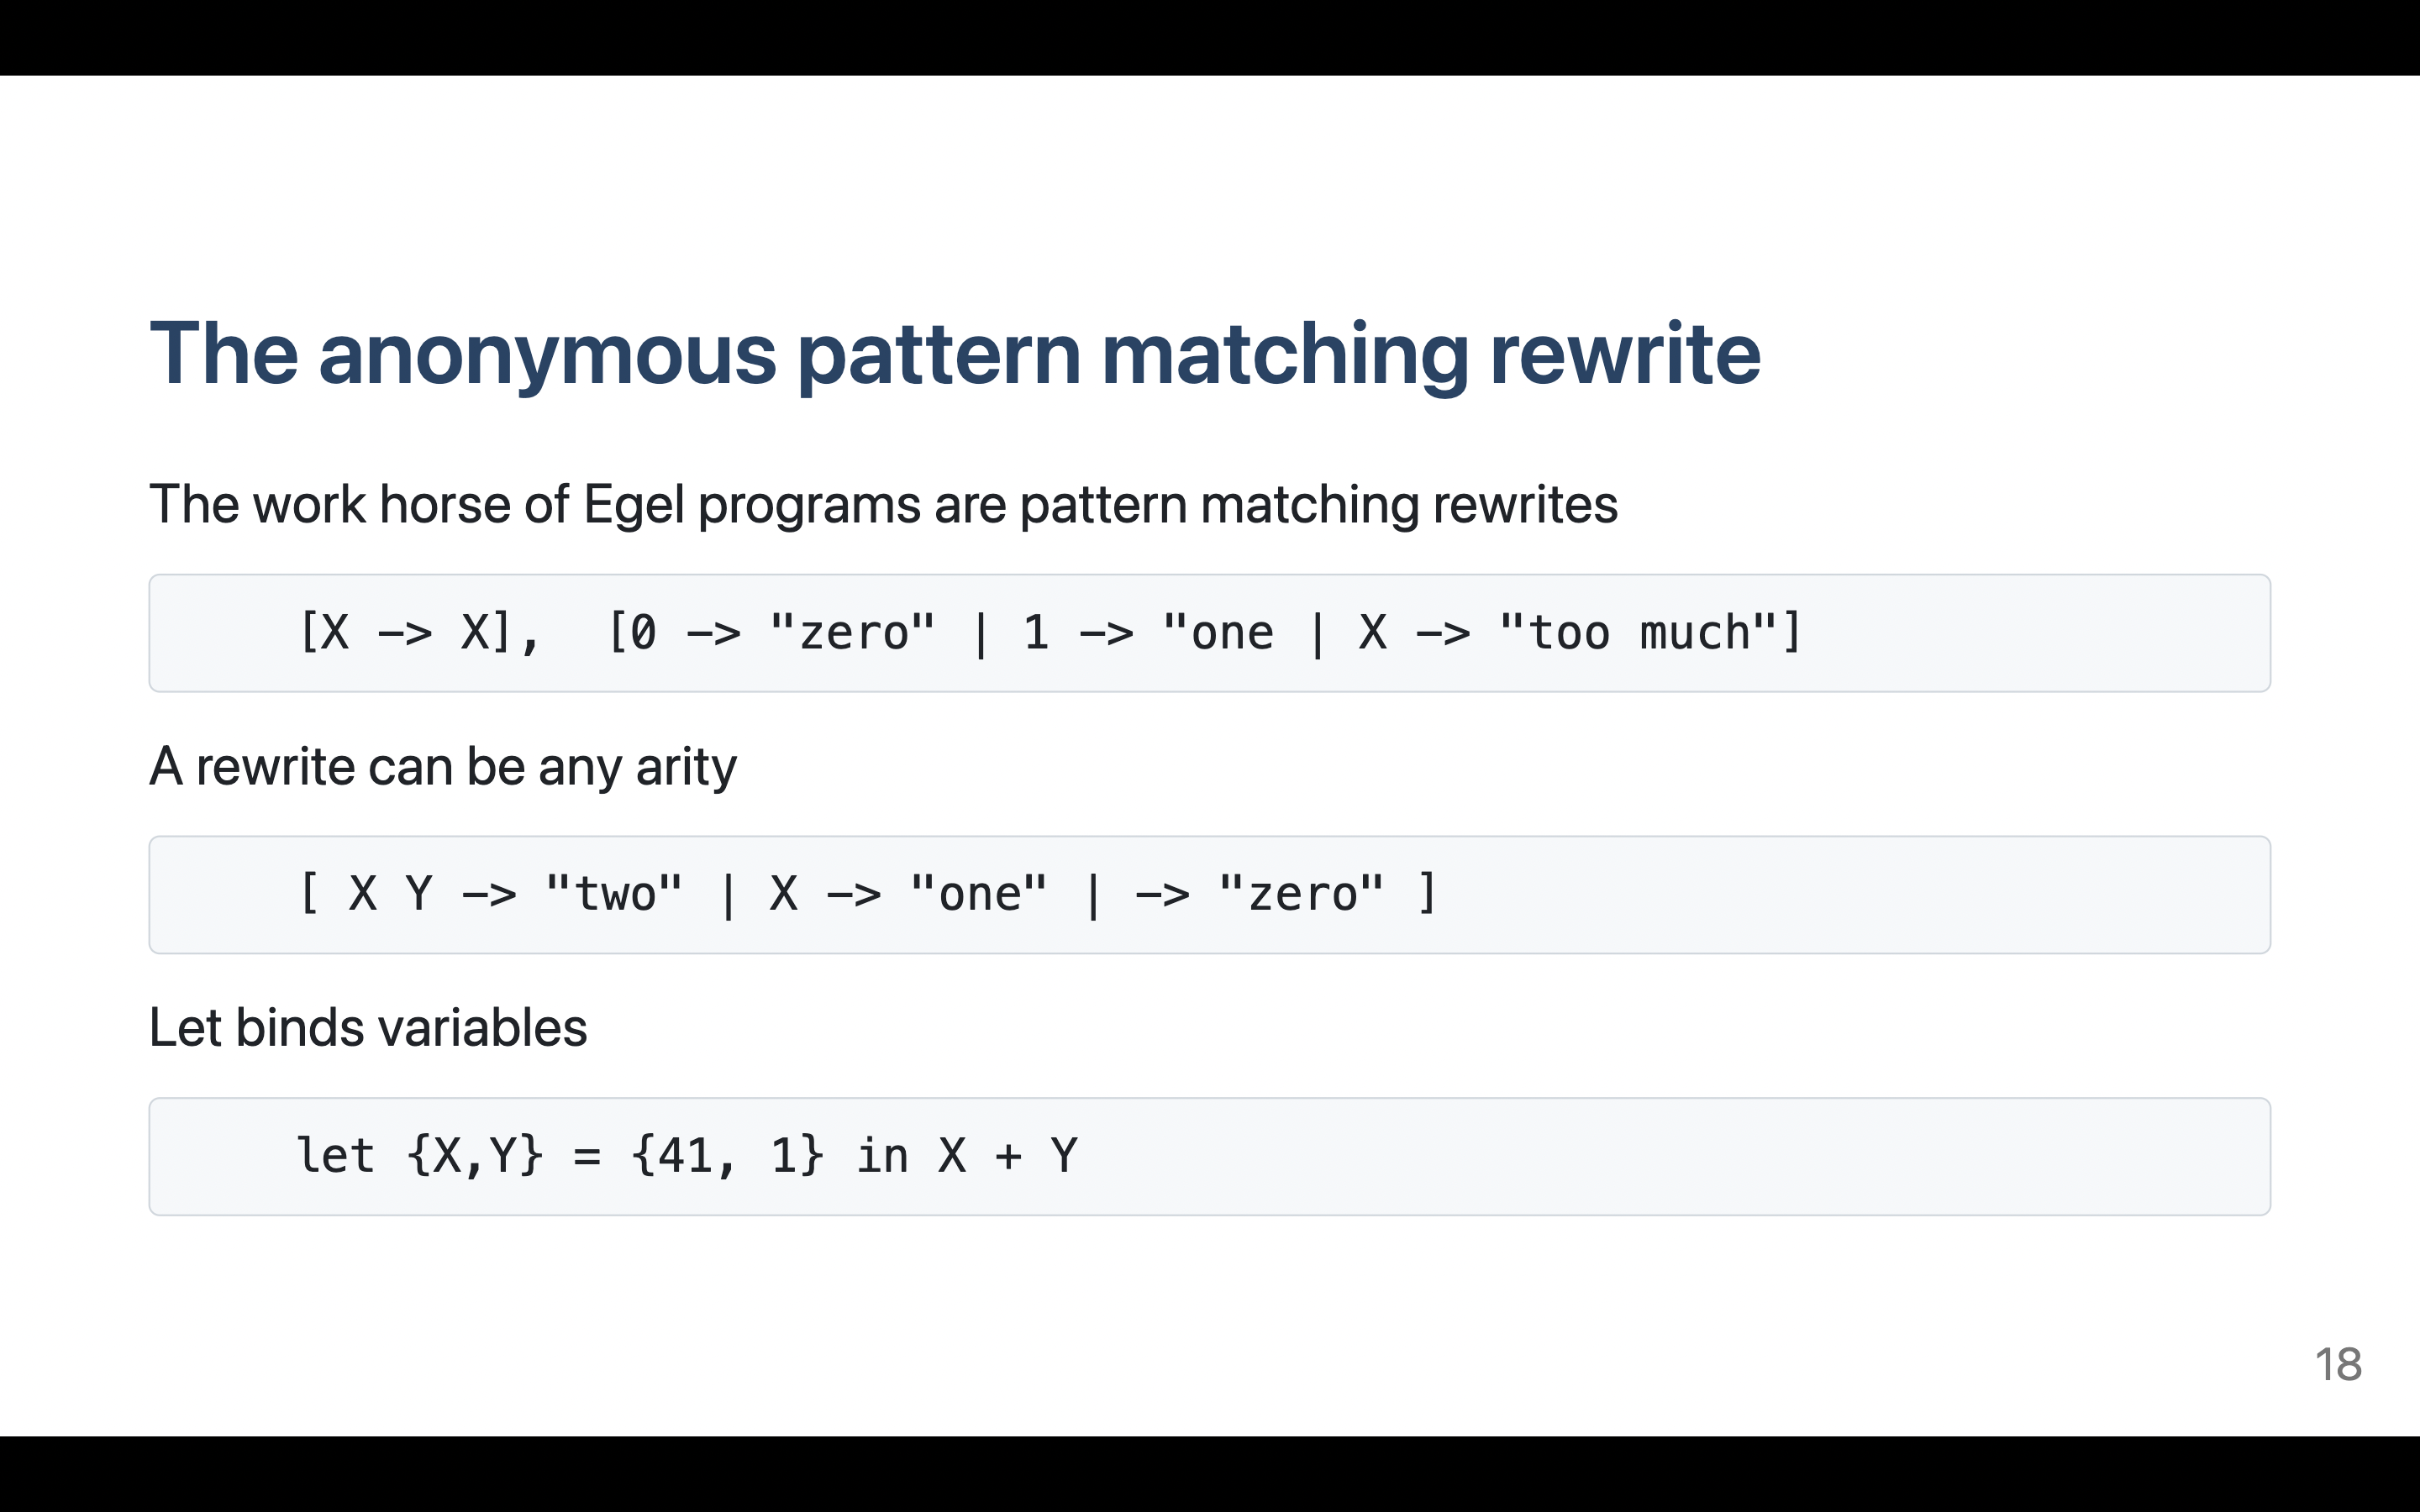 The anonymous pattern matching rewrite
The work horse of Egel programs are pattern matching rewrites
[X -> X],  [0 -> "zero" | 1 -> "one | X -> "too much"]
A rewrite can be any arity
[ X Y -> "two" | X -> "one" | -> "zero" ]
Let binds variables
let {X,Y} = {41, 1} in X + Y
18